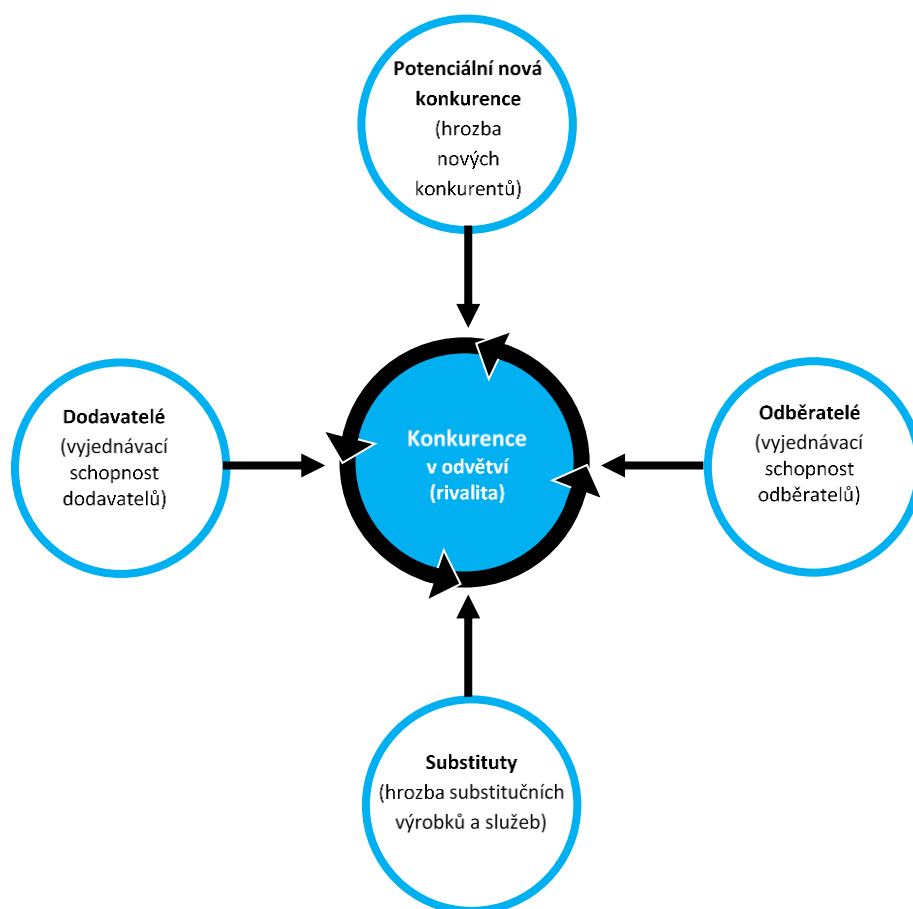 Potenciální nová
konkurence
(hrozba
nových
konkurentů)
Dodavatelé
(vyjednávací
schopnost
dodavatelů)
Konkurence
v odvětví
(rivalita)
Odběratelé
(vyjednávací
schopnost
odběratelů)
Substituty
(hrozba substitučních
výrobků a služeb)